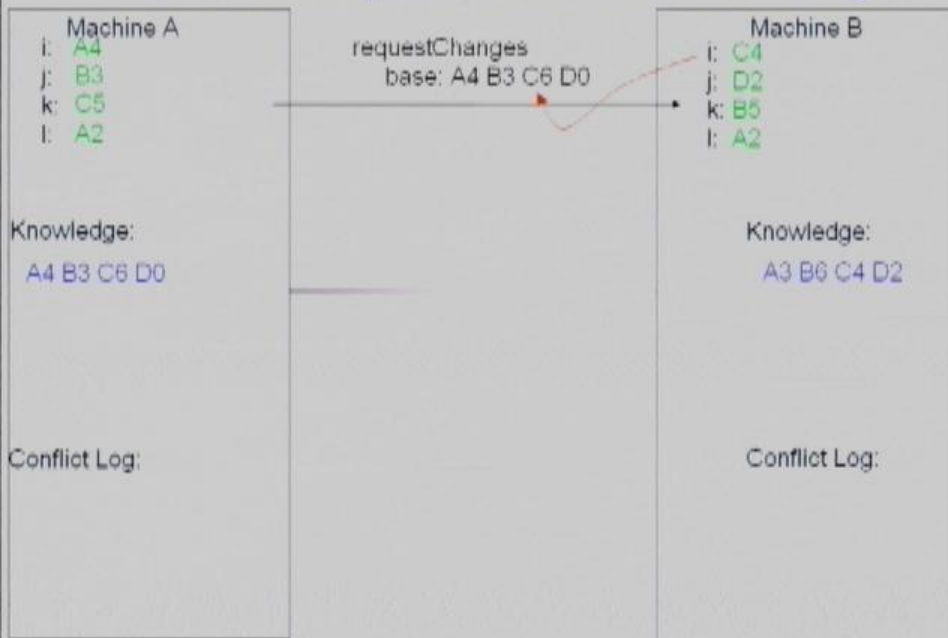 Machine A
i: A4
j: B3
k: C5
l: A2
Knowledge:
A4 B3 C6 D0
Conflict Log:
requestChanges
base: A4 B3 C6 D0
Machine B
i: C4
j: D2
k: B5
l: A2
Knowledge:
A3 B6 C4 D2
Conflict Log: